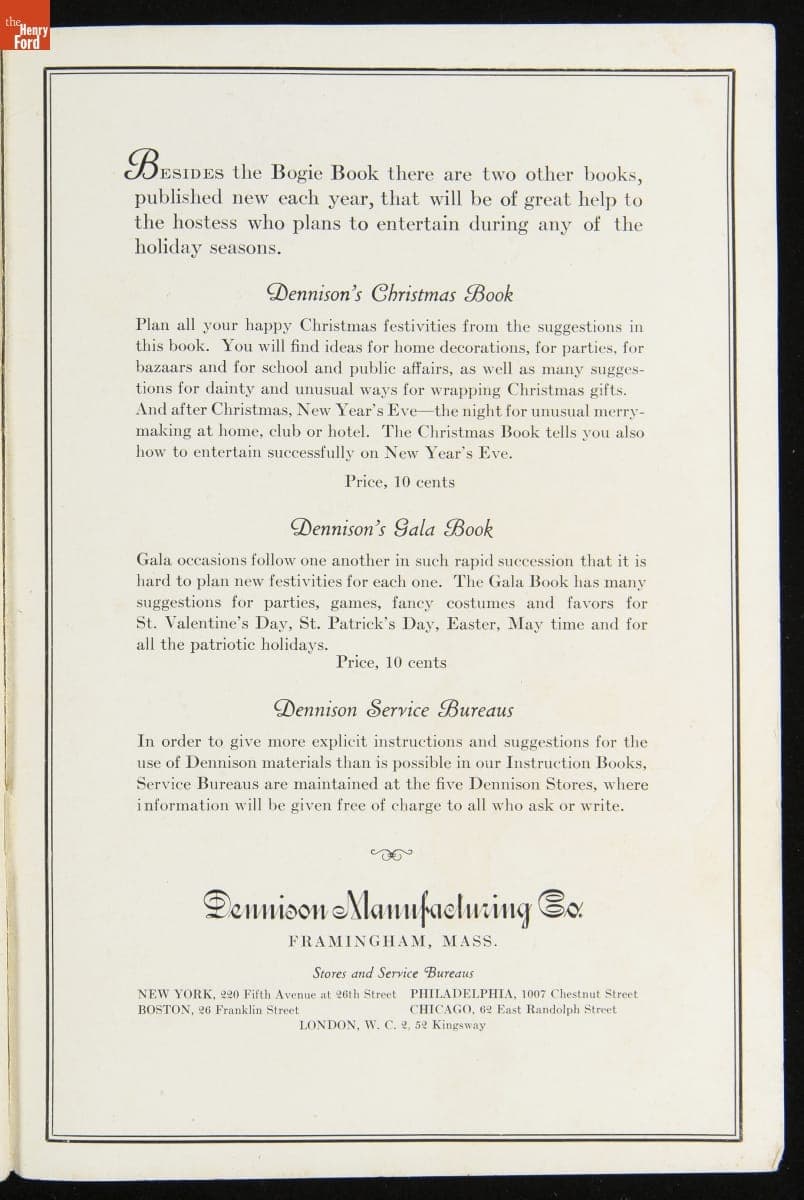 the
Henry
Ford
BESIDES the Bogie Book there are two other books,
published new each year, that will be of great help to
the hostess who plans to entertain during any of the
holiday seasons.
Dennison's Christmas Book
Plan all your happy Christmas festivities from the suggestions in
this book. You will find ideas for home decorations, for parties, for
bazaars and for school and public affairs, as well as many sugges-
tions for dainty and unusual ways for wrapping Christmas gifts.
And after Christmas, New Year's Eve—the night for unusual merry-
making at home, club or hotel. The Christmas Book tells you also
how to entertain successfully on New Year's Eve.
Price, 10 cents
Dennison's Gala Book
Gala occasions follow one another in such rapid succession that it is
hard to plan new festivities for each one. The Gala Book has many
suggestions for parties, games, fancy costumes and favors for
St. Valentine's Day, St. Patrick's Day, Easter, May time and for
all the patriotic holidays.
Price, 10 cents
Dennison Service Bureaus
In order to give more explicit instructions and suggestions for the
use of Dennison materials than is possible in our Instruction Books,
Service Bureaus are maintained at the five Dennison Stores, where
information will be given free of charge to all who ask or write.
Dennison Manufacturing Co.
FRAMINGHAM, MASS.
Stores and Service Bureaus
NEW YORK, 220 Fifth Avenue at 26th Street PHILADELPHIA, 1007 Chestnut Street
BOSTON, 26 Franklin Street CHICAGO, 62 East Randolph Street
LONDON, W. C. 2, 52 Kingsway